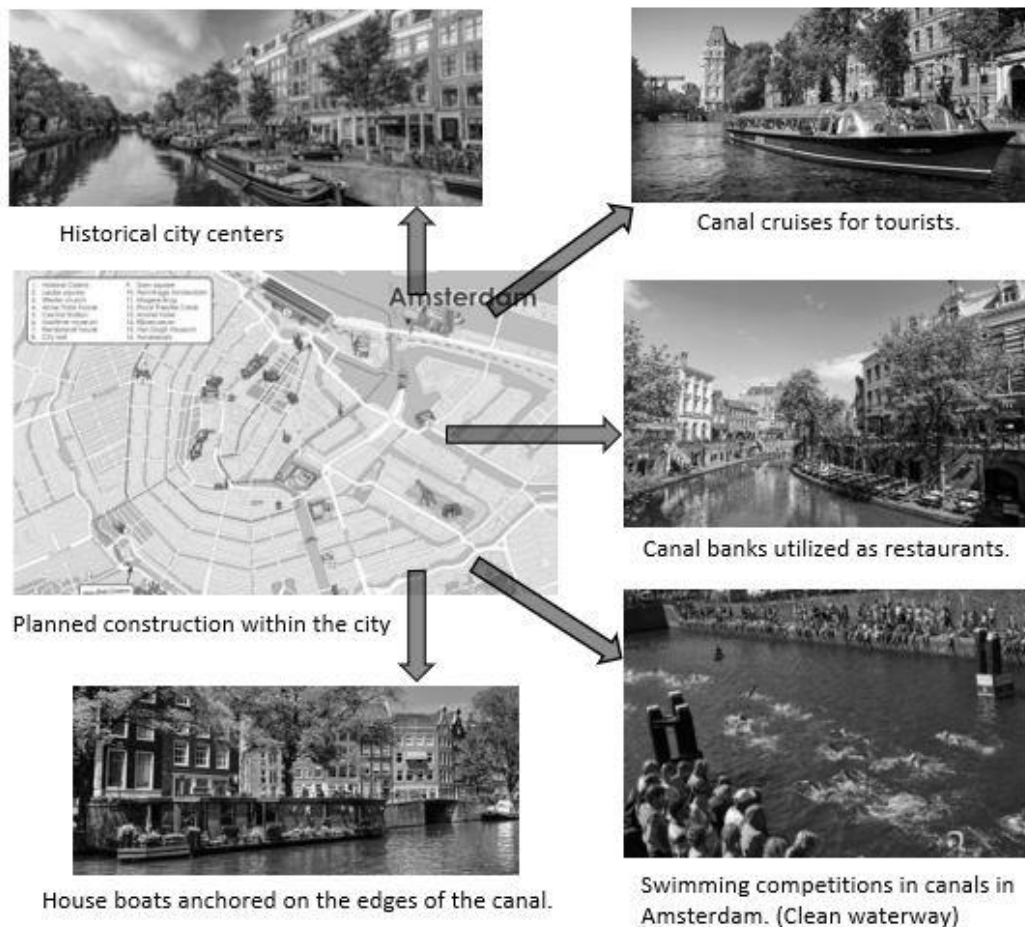 Historical city centers
Canal cruises for tourists.
Amsterdam
Canal banks utilized as restaurants.
Planned construction within the city
House boats anchored on the edges of the canal.
Swimming competitions in canals in
Amsterdam. (Clean waterway)